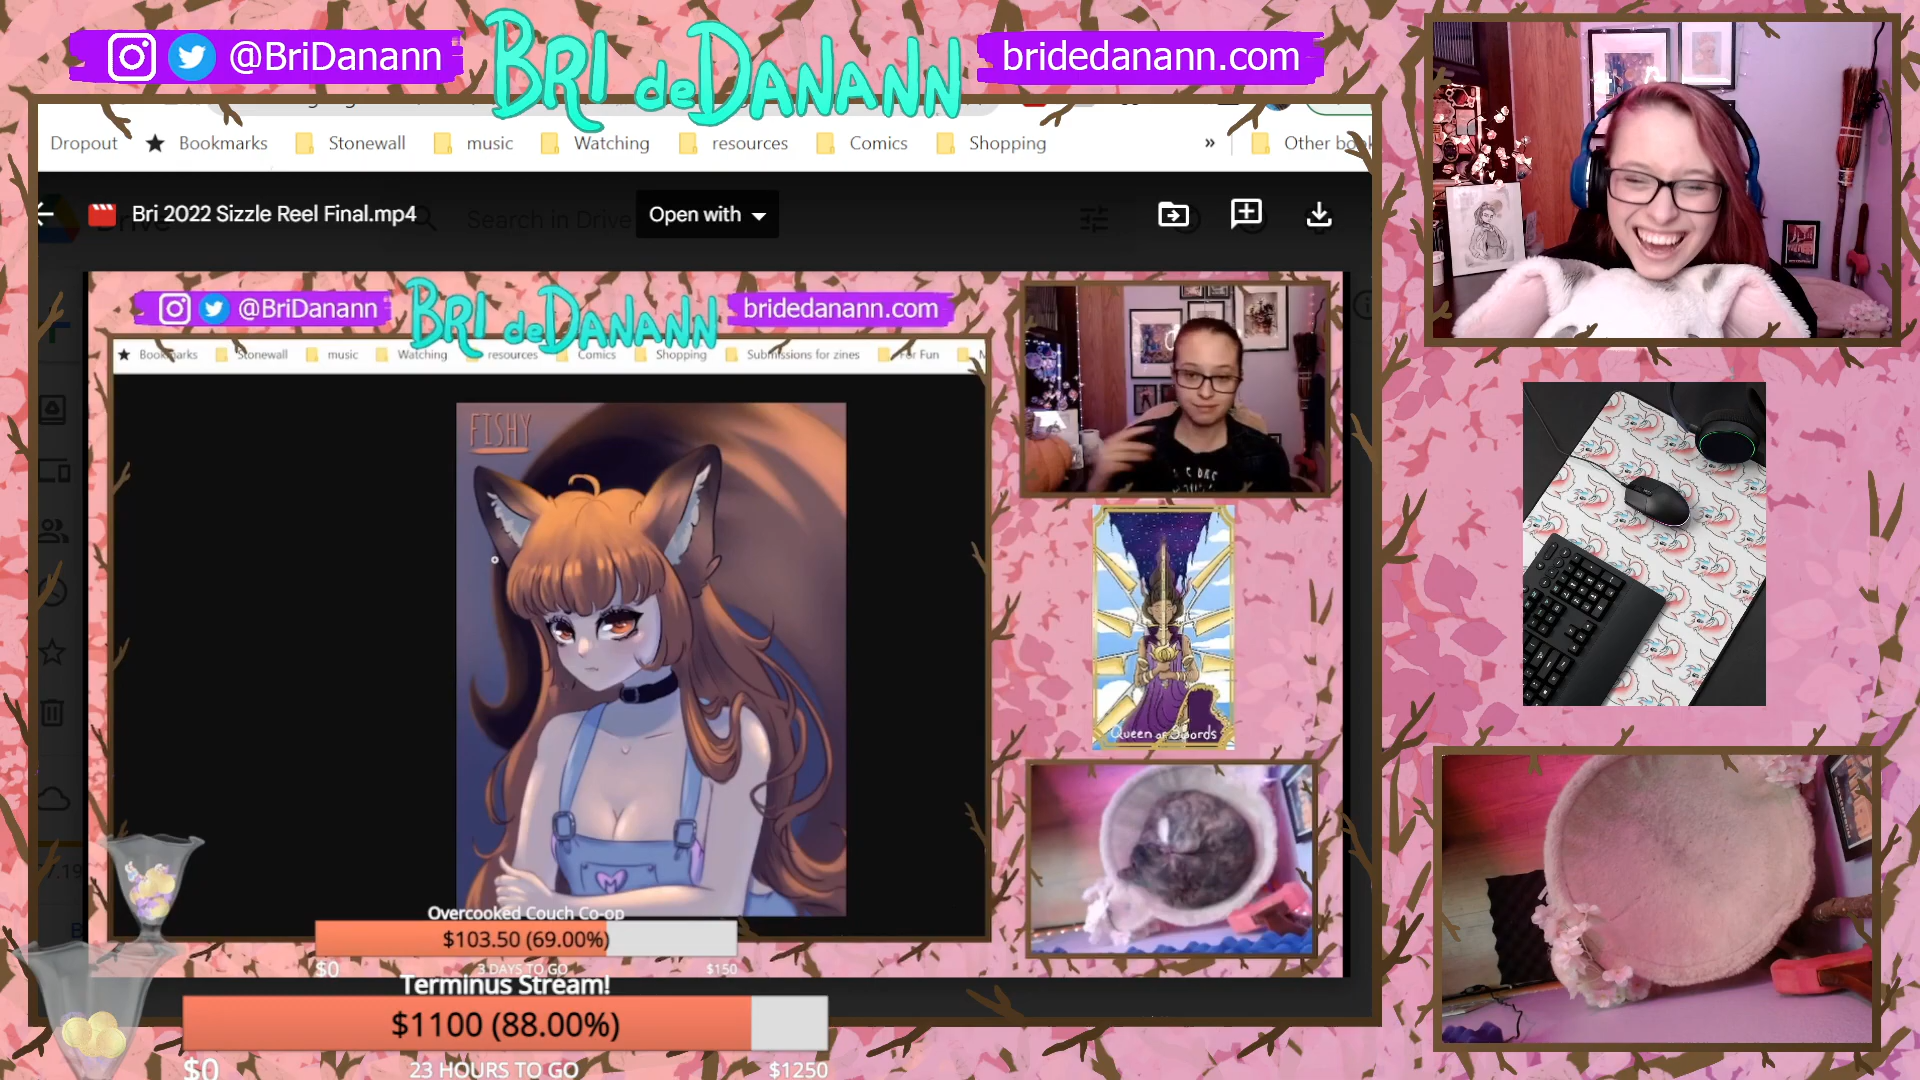 @BriDanann
BRI deDANANN
bridedanann.com
Dropout
Bookmarks
Stonewall
music
Watching
resources
Comics
Shopping
»
Bri 2022 Sizzle Reel Final.mp4
Search in Drive
Open with
@BriDanann
BRI deDANANN
bridedanann.com
Bookmarks
Stonewall
music
Watching
resources
Comics
Shopping
Submissions for zines
For Fun
FISHY
M
Queen of Swords
Overcooked Couch Co-op
$103.50 (69.00%)
$0
3 DAYS TO GO
$150
Terminus Stream!
$1100 (88.00%)
$0
23 HOURS TO GO
$1250